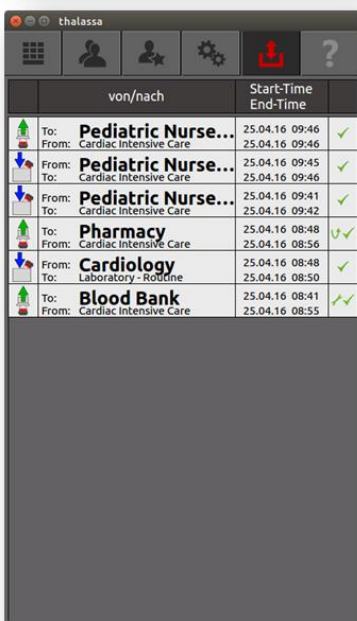 thalassa
?
von/nach
Start-Time
End-Time
To: Pediatric Nurse... 25.04.16 09:46
From: Cardiac Intensive Care 25.04.16 09:46
From: Pediatric Nurse... 25.04.16 09:45
To: Cardiac Intensive Care 25.04.16 09:46
From: Pediatric Nurse... 25.04.16 09:41
To: Cardiac Intensive Care 25.04.16 09:42
To: Pharmacy 25.04.16 08:48
From: Cardiac Intensive Care 25.04.16 08:56
From: Cardiology 25.04.16 08:48
To: Laboratory - Routine 25.04.16 08:50
To: Blood Bank 25.04.16 08:41
From: Cardiac Intensive Care 25.04.16 08:55